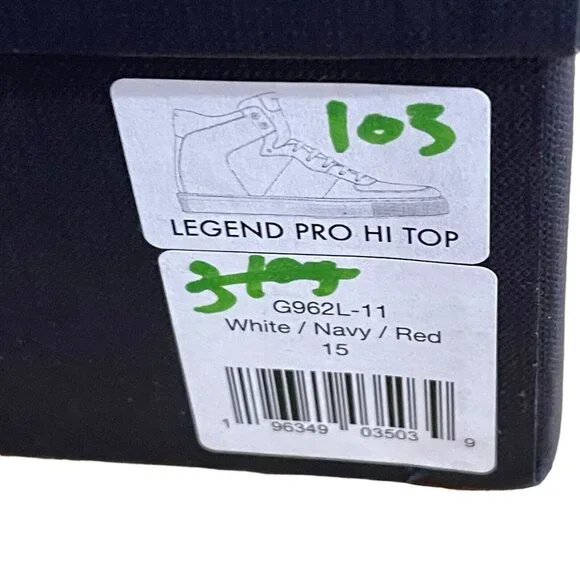 103
LEGEND PRO HI TOP
G962L-11
White / Navy / Red
15
1 96349 03503 9